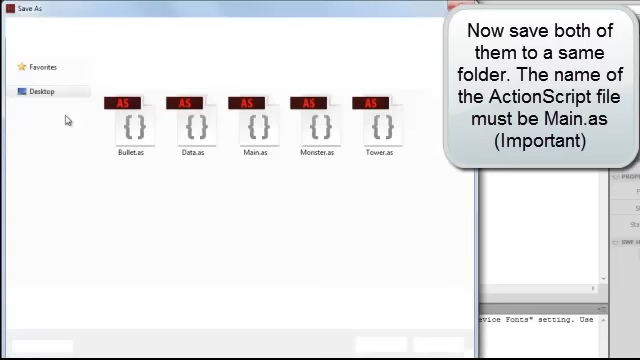 Save As
Now save both of
them to a same
folder. The name of
the ActionScript file
must be Main.as
(Important)
Favorites
Desktop
AS AS AS AS AS
{} {} {} {} {}
Bullet.as Data.as Main.as Monster.as Tower.as
PROP
SWF H
evice Fonts" setting. Use